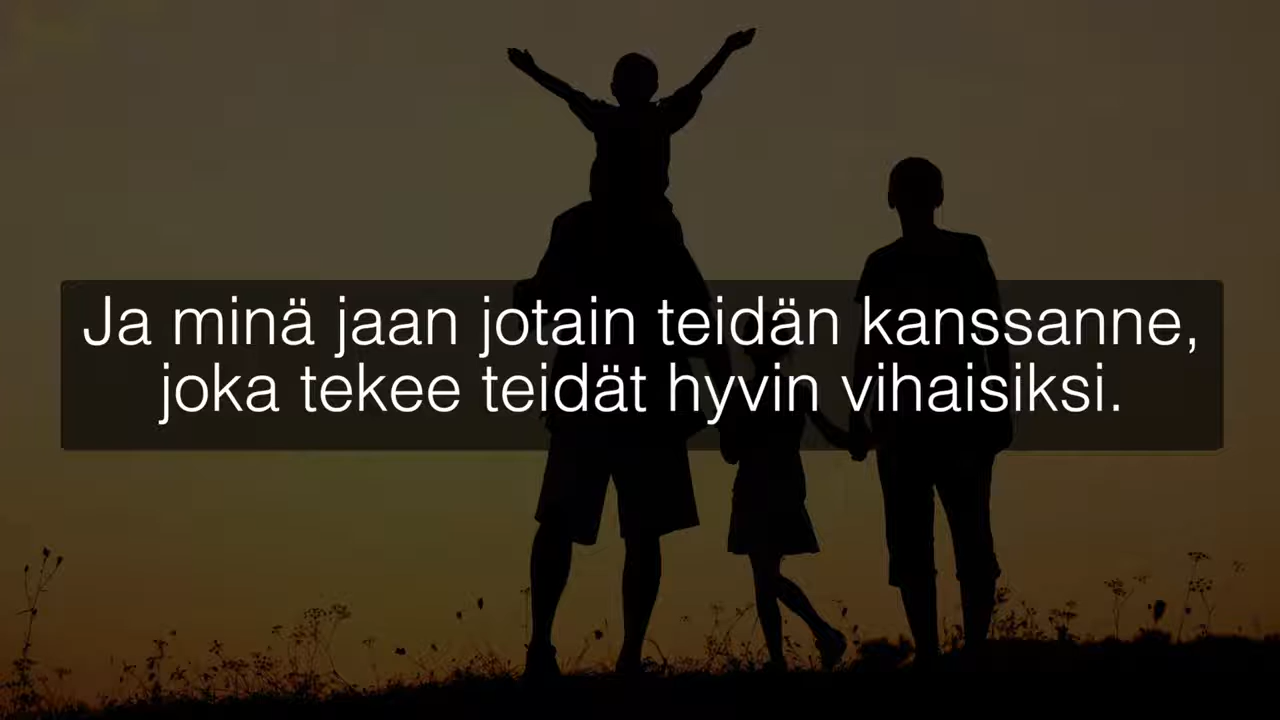 Ja minä jaan jotain teidän kanssanne,
joka tekee teidät hyvin vihaisiksi.